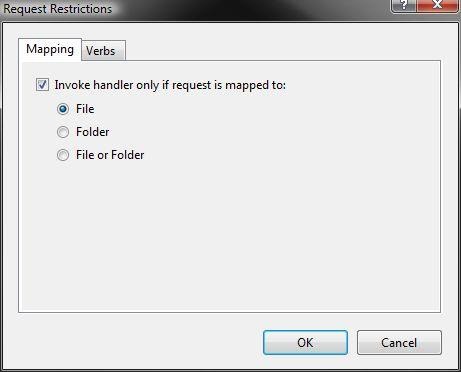 Request Restrictions
?
Mapping
Verbs
Invoke handler only if request is mapped to:
File
Folder
File or Folder
OK
Cancel